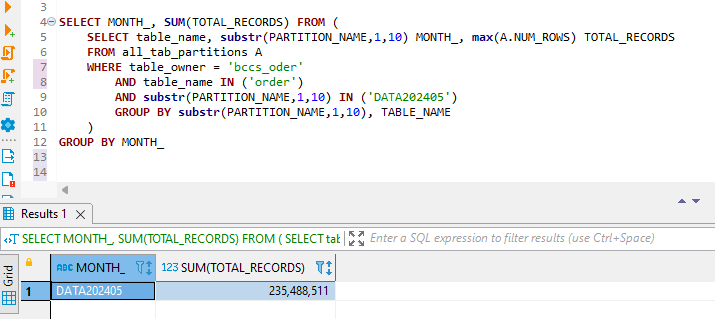 3
4 SELECT MONTH_, SUM(TOTAL_RECORDS) FROM (
5 SELECT table_name, substr(PARTITION_NAME,1,10) MONTH_, max(A.NUM_ROWS) TOTAL_RECORDS
6 FROM all_tab_partitions A
7 WHERE table_owner = 'bccs_oder'
8 AND table_name IN ('order')
9 AND substr(PARTITION_NAME,1,10) IN ('DATA202405')
10 GROUP BY substr(PARTITION_NAME,1,10), TABLE_NAME
11 )
12 GROUP BY MONTH_
13
14
Results 1
SELECT MONTH_, SUM(TOTAL_RECORDS) FROM ( SELECT tab Enter a SQL expression to filter results (use Ctrl+Space)
Grid
ABC MONTH_ 123 SUM(TOTAL_RECORDS)
1 DATA202405 235,488,511